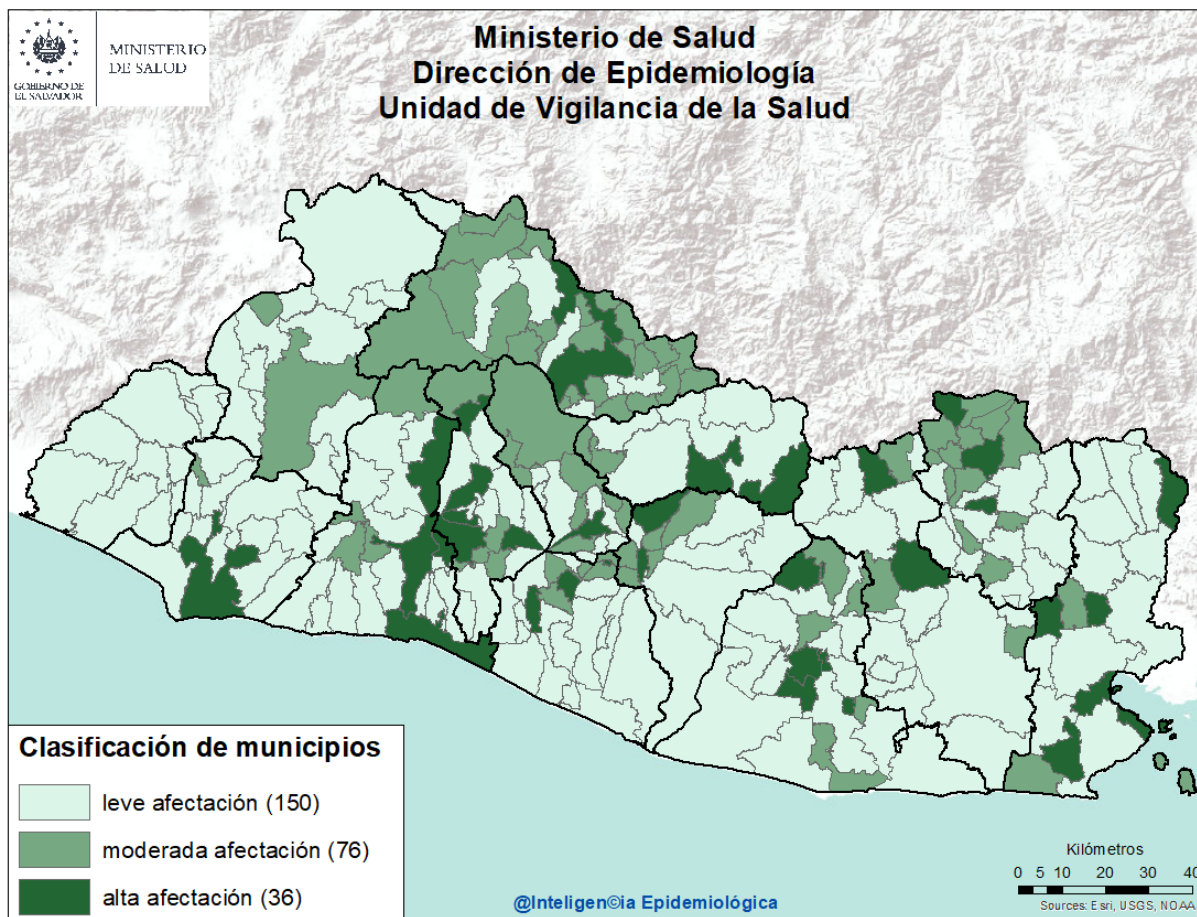 GOBIERNO DE
EL SALVADOR
MINISTERIO
DE SALUD
Ministerio de Salud
Dirección de Epidemiología
Unidad de Vigilancia de la Salud
Clasificación de municipios
leve afectación (150)
moderada afectación (76)
alta afectación (36)
@Inteligen©ia Epidemiológica
Kilómetros
0 5 10 20 30 40
Sources: Esri, USGS, NOAA